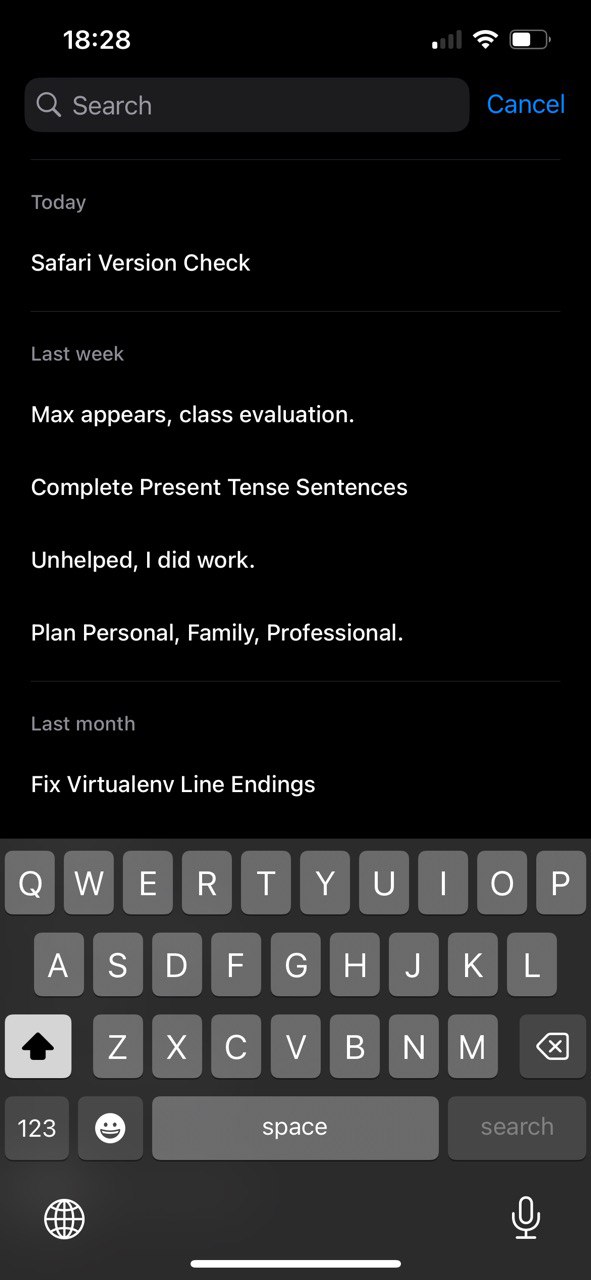 18:28
Search
Cancel
Today
Safari Version Check
Last week
Max appears, class evaluation.
Complete Present Tense Sentences
Unhelped, I did work.
Plan Personal, Family, Professional.
Last month
Fix Virtualenv Line Endings
Q W E R T Y U I O P
A S D F G H J K L
Z X C V B N M
123 space search